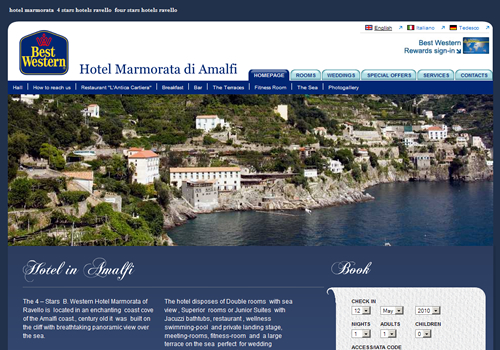 hotel marmorata 4 stars hotels ravello four stars hotels ravello
English Italiano Tedesco
Best Western
Rewards sign-in
Best
Western
Hotel Marmorata di Amalfi
HOMEPAGE ROOMS WEDDINGS SPECIAL OFFERS SERVICES CONTACTS
Hall How to reach us Restaurant "L'Antica Cartiera" Breakfast Bar The Terraces Fitness Room The Sea Photogallery
Hotel in Amalfi
Book
The 4 – Stars B. Western Hotel Marmorata of
Ravello is located in an enchanting coast cove
of the Amalfi coast, century old it was built on
the cliff with breathtaking panoramic view over
the sea.
The hotel disposes of Double rooms with sea
view , Superior rooms or Junior Suites with
Jacuzzi bathtubs, restaurant , wellness
swimming-pool and private landing stage,
meeting-rooms, fitness-room and a large
terrace on the sea perfect for wedding
CHECK IN
12 May 2010
NIGHTS ADULTS CHILDREN
1 1 0
ACCESS/IATA CODE